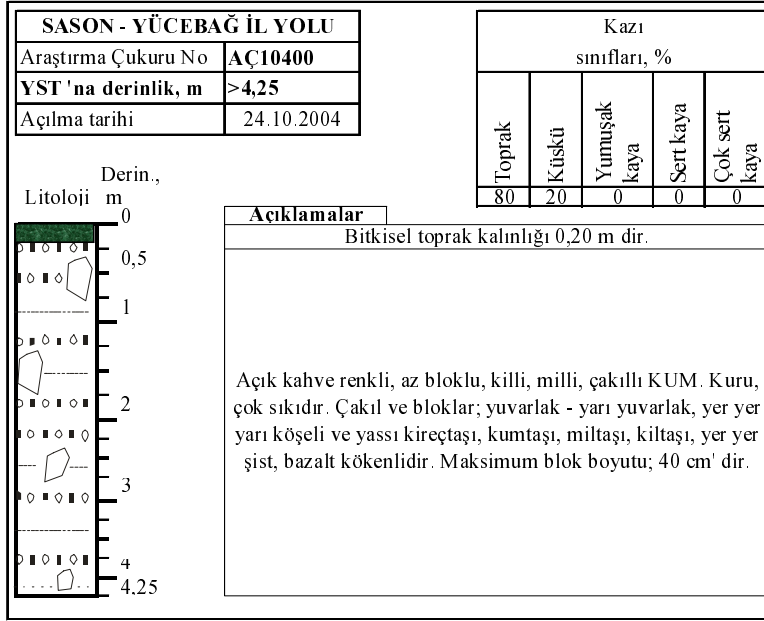 SASON - YÜCEBAĞ İL YOLU
Araştırma Çukuru No AÇ10400
YST 'na derinlik, m >4,25
Açılma tarihi 24.10.2004
Kazı
sınıfları, %
Toprak
Küskü
Yumuşak
kaya
Sert kaya
Çok sert
kaya
80 20 0 0 0
Derin.,
Litoloji m
0
0,5
1
2
3
4
4,25
Açıklamalar
Bitkisel toprak kalınlığı 0,20 m dir.
Açık kahve renkli, az bloklu, killi, milli, çakıllı KUM. Kuru,
çok sıkıdır. Çakıl ve bloklar; yuvarlak - yarı yuvarlak, yer yer
yarı köşeli ve yassı kireçtaşı, kumtaşı, miltaşı, kiltaşı, yer yer
şist, bazalt kökenlidir. Maksimum blok boyutu; 40 cm' dir.